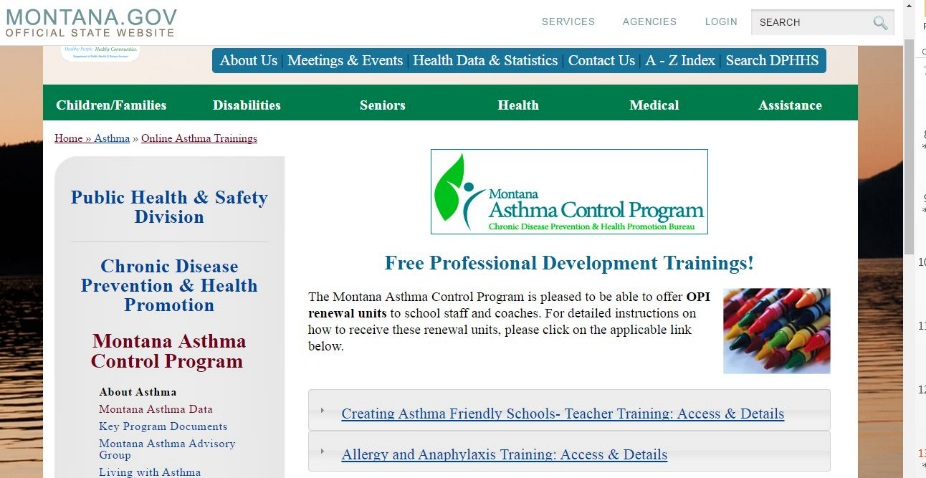 MONTANA.GOV
OFFICIAL STATE WEBSITE
SERVICES AGENCIES LOGIN SEARCH
About Us | Meetings & Events | Health Data & Statistics | Contact Us | A - Z Index | Search DPHHS
Children/Families Disabilities Seniors Health Medical Assistance
Home » Asthma » Online Asthma Trainings
Public Health & Safety
Division
Chronic Disease
Prevention & Health
Promotion
Montana Asthma
Control Program
About Asthma
Montana Asthma Data
Key Program Documents
Montana Asthma Advisory
Group
Living with Asthma
Montana
Asthma Control Program
Chronic Disease Prevention & Health Promotion Bureau
Free Professional Development Trainings!
The Montana Asthma Control Program is pleased to be able to offer OPI
renewal units to school staff and coaches. For detailed instructions on
how to receive these renewal units, please click on the applicable link
below.
Creating Asthma Friendly Schools- Teacher Training: Access & Details
Allergy and Anaphylaxis Training: Access & Details